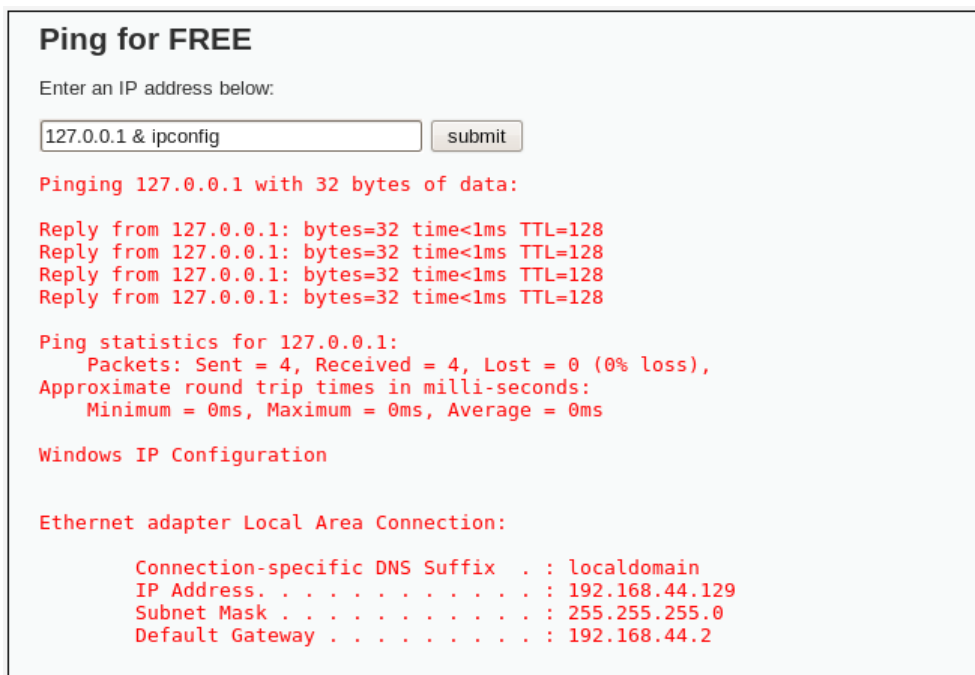 Ping for FREE
Enter an IP address below:
127.0.0.1 & ipconfig submit
Pinging 127.0.0.1 with 32 bytes of data:
Reply from 127.0.0.1: bytes=32 time<1ms TTL=128
Reply from 127.0.0.1: bytes=32 time<1ms TTL=128
Reply from 127.0.0.1: bytes=32 time<1ms TTL=128
Reply from 127.0.0.1: bytes=32 time<1ms TTL=128
Ping statistics for 127.0.0.1:
    Packets: Sent = 4, Received = 4, Lost = 0 (0% loss),
Approximate round trip times in milli-seconds:
    Minimum = 0ms, Maximum = 0ms, Average = 0ms
Windows IP Configuration
Ethernet adapter Local Area Connection:
        Connection-specific DNS Suffix  . : localdomain
        IP Address. . . . . . . . . . . . : 192.168.44.129
        Subnet Mask . . . . . . . . . . . : 255.255.255.0
        Default Gateway . . . . . . . . . : 192.168.44.2